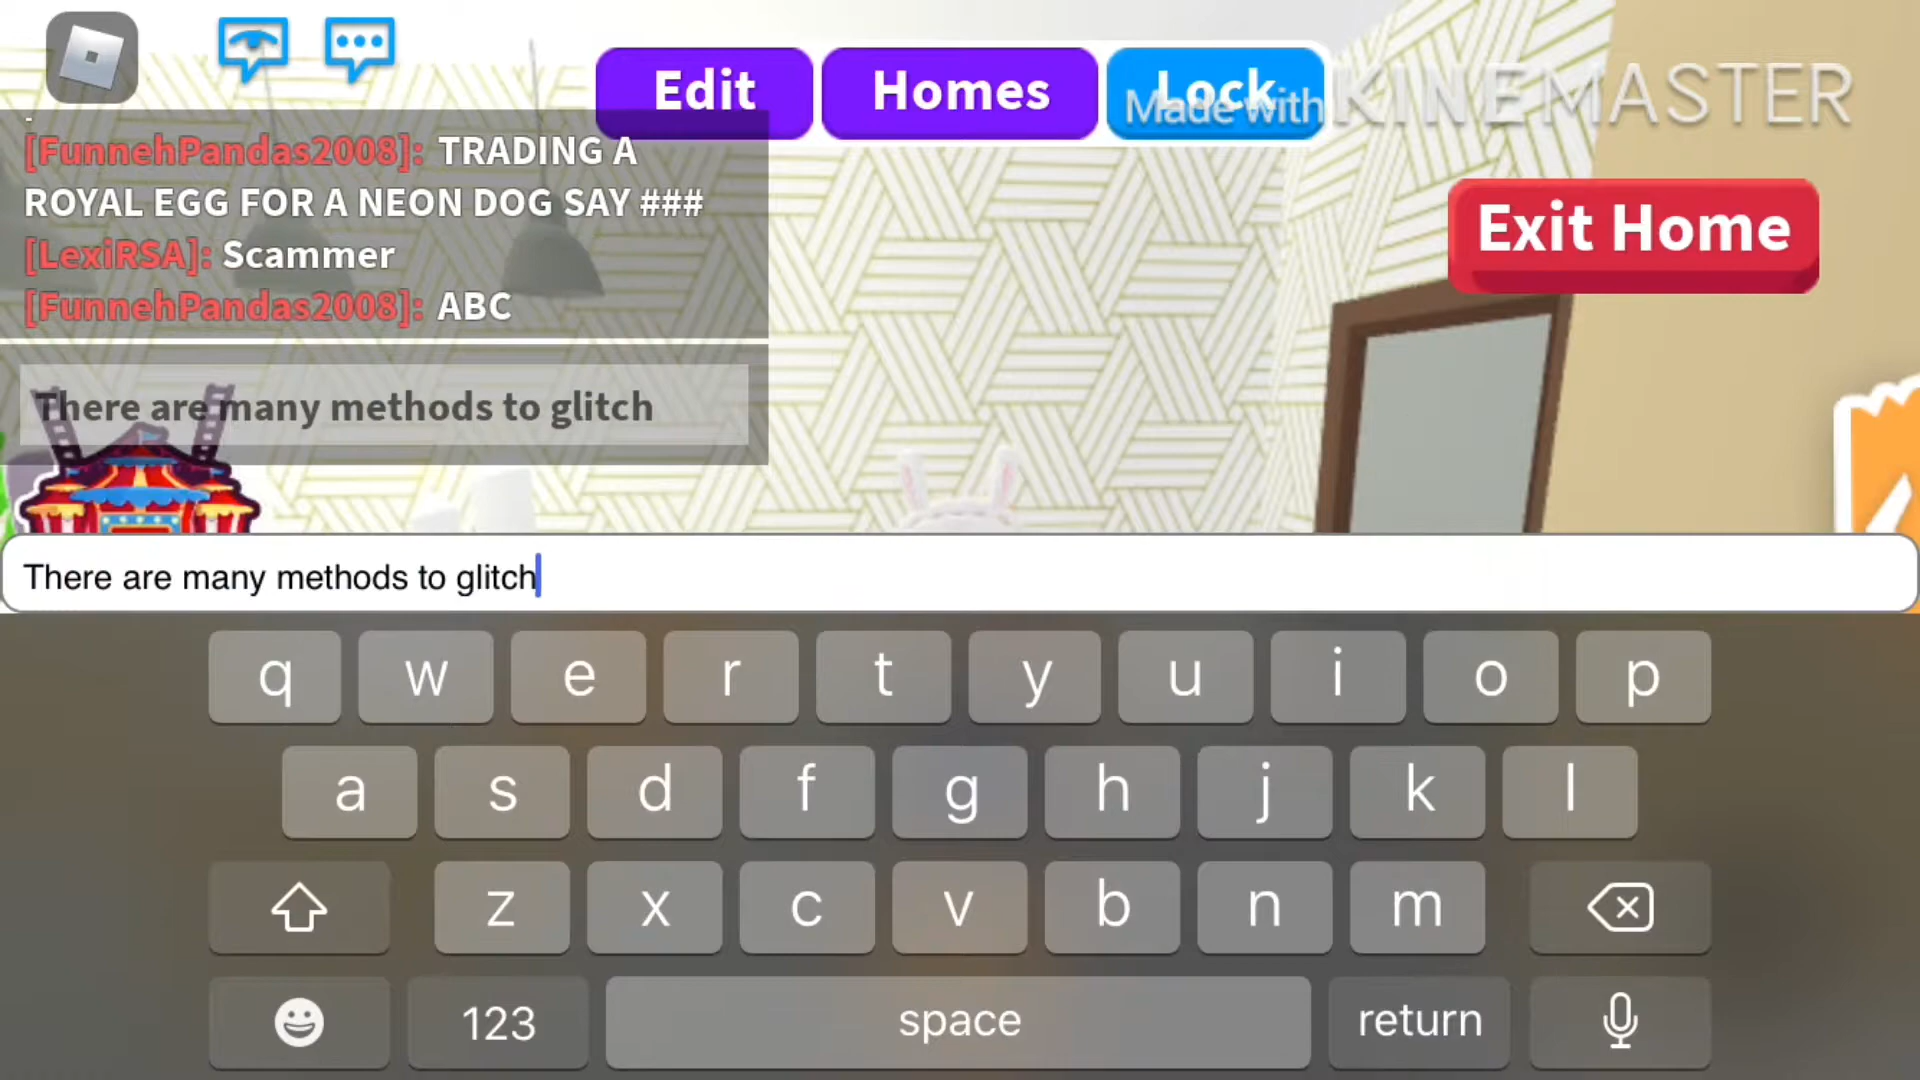 Edit
Homes
Lock
Made with KINEMASTER
[FunnehPandas2008]: TRADING A
ROYAL EGG FOR A NEON DOG SAY ###
[LexiRSA]: Scammer
[FunnehPandas2008]: ABC
Exit Home
There are many methods to glitch
There are many methods to glitch
q w e r t y u i o p
a s d f g h j k l
z x c v b n m
123 space return